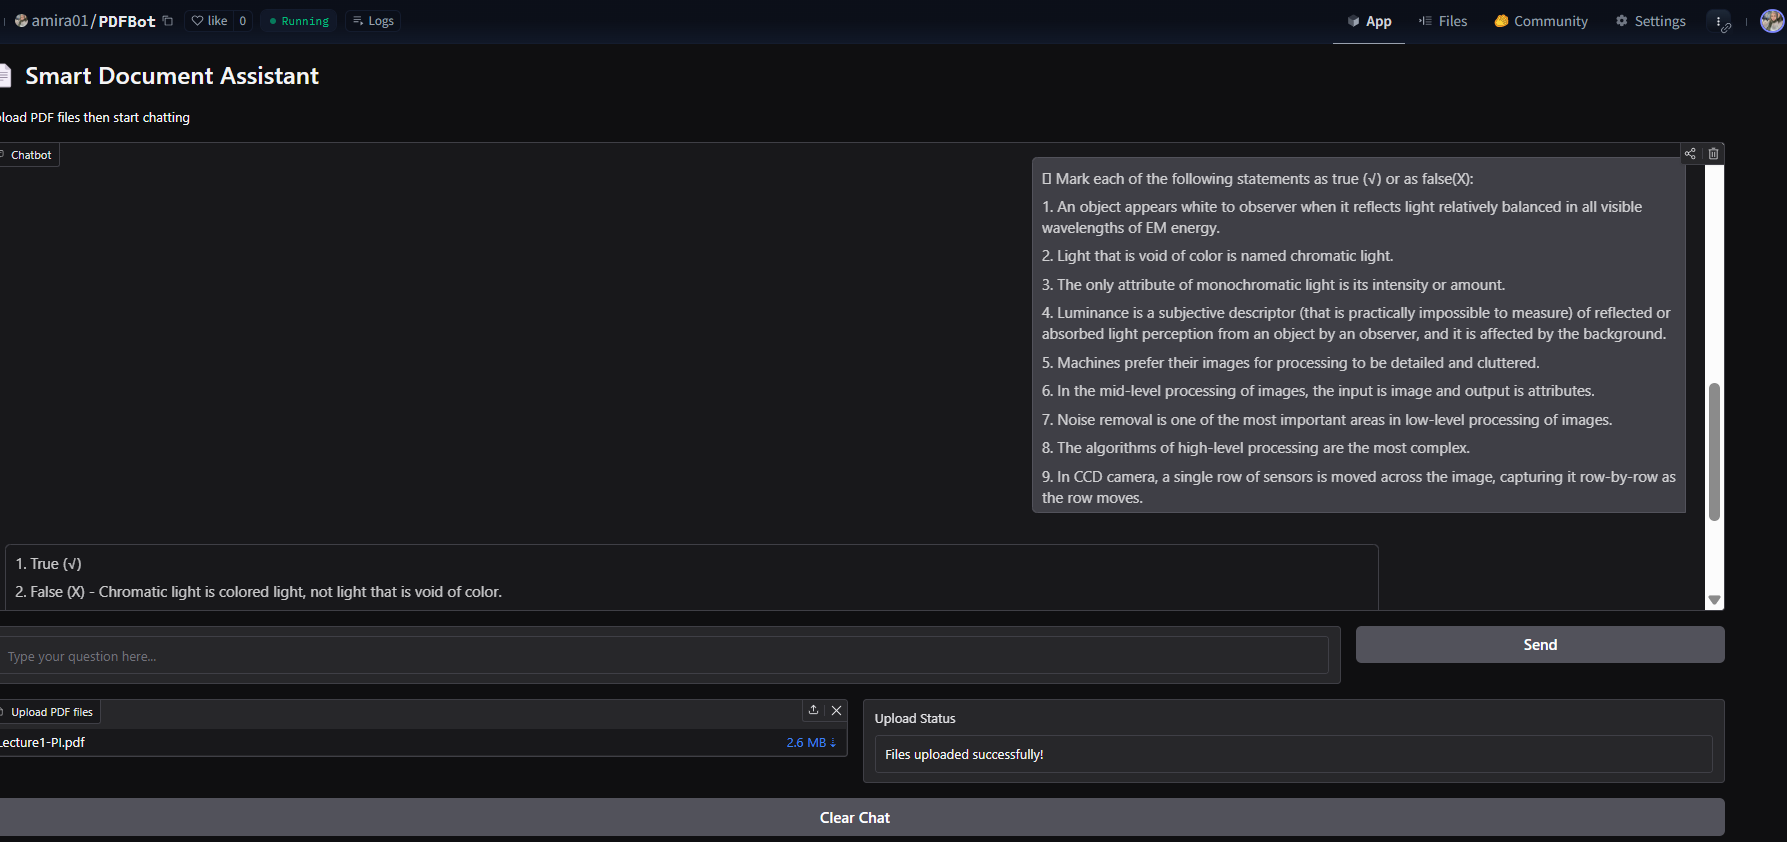 amira01/PDFBot like 0 Running Logs App Files Community Settings
Smart Document Assistant
pload PDF files then start chatting
Chatbot
Mark each of the following statements as true (√) or as false(X):
1. An object appears white to observer when it reflects light relatively balanced in all visible
wavelengths of EM energy.
2. Light that is void of color is named chromatic light.
3. The only attribute of monochromatic light is its intensity or amount.
4. Luminance is a subjective descriptor (that is practically impossible to measure) of reflected or
absorbed light perception from an object by an observer, and it is affected by the background.
5. Machines prefer their images for processing to be detailed and cluttered.
6. In the mid-level processing of images, the input is image and output is attributes.
7. Noise removal is one of the most important areas in low-level processing of images.
8. The algorithms of high-level processing are the most complex.
9. In CCD camera, a single row of sensors is moved across the image, capturing it row-by-row as
the row moves.
1. True (√)
2. False (X) - Chromatic light is colored light, not light that is void of color.
Type your question here...
Send
Upload PDF files
Lecture1-PI.pdf 2.6 MB ↓
Upload Status
Files uploaded successfully!
Clear Chat